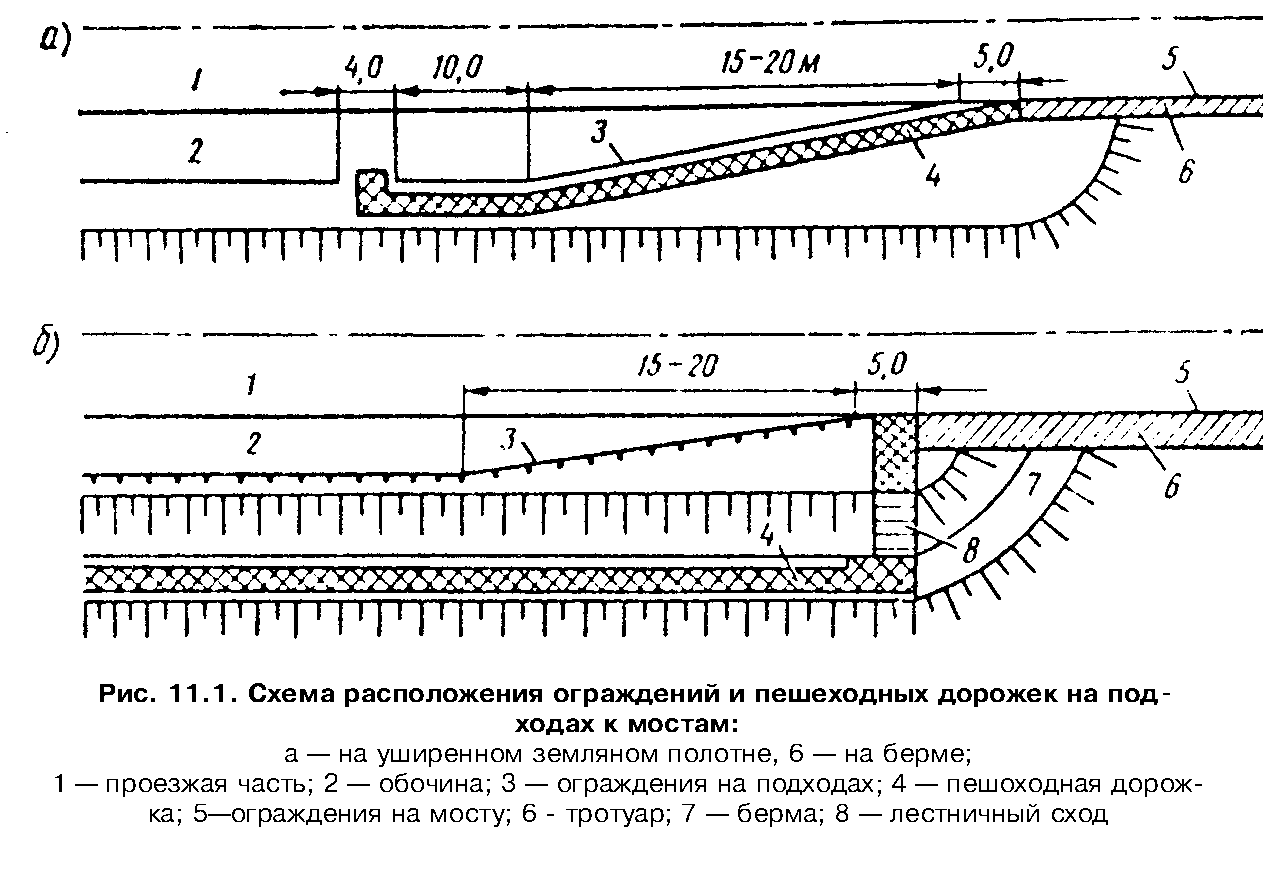 а)
1
4,0 10,0 15-20м 5,0
5
2
3
4
6
б)
15-20 5,0
1
5
2
3
7
6
4
8
Рис. 11.1. Схема расположения ограждений и пешеходных дорожек на под-
ходах к мостам:
а — на уширенном земляном полотне, 6 — на берме;
1 — проезжая часть; 2 — обочина; 3 — ограждения на подходах; 4 — пешоходная дорож-
ка; 5—ограждения на мосту; 6 - тротуар; 7 — берма; 8 — лестничный сход